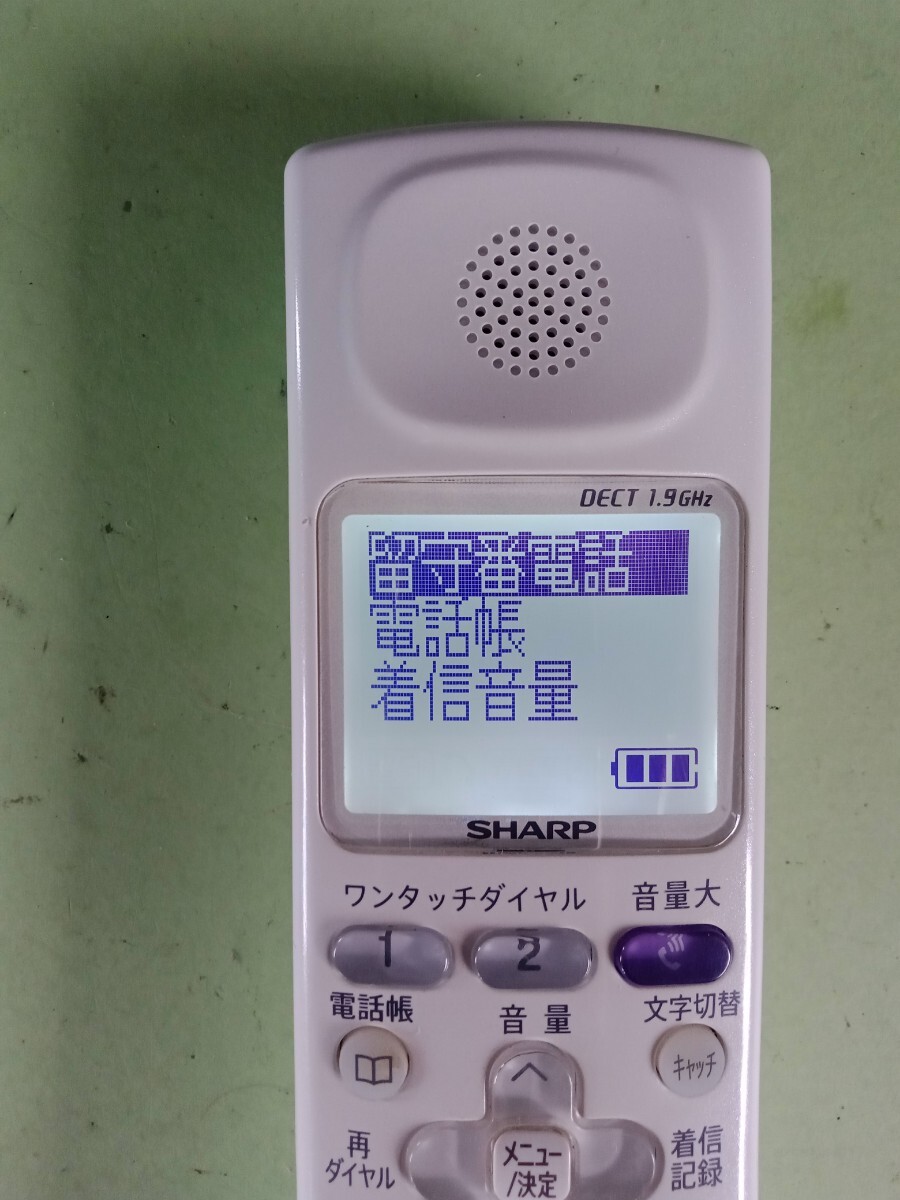 DECT 1.9GHz
留守番電話
電話帳
着信音量
SHARP
ワンタッチダイヤル 音量大
1 2
電話帳 音量 文字切替
キャッチ
再ダイヤル
メニュー/決定
着信記録